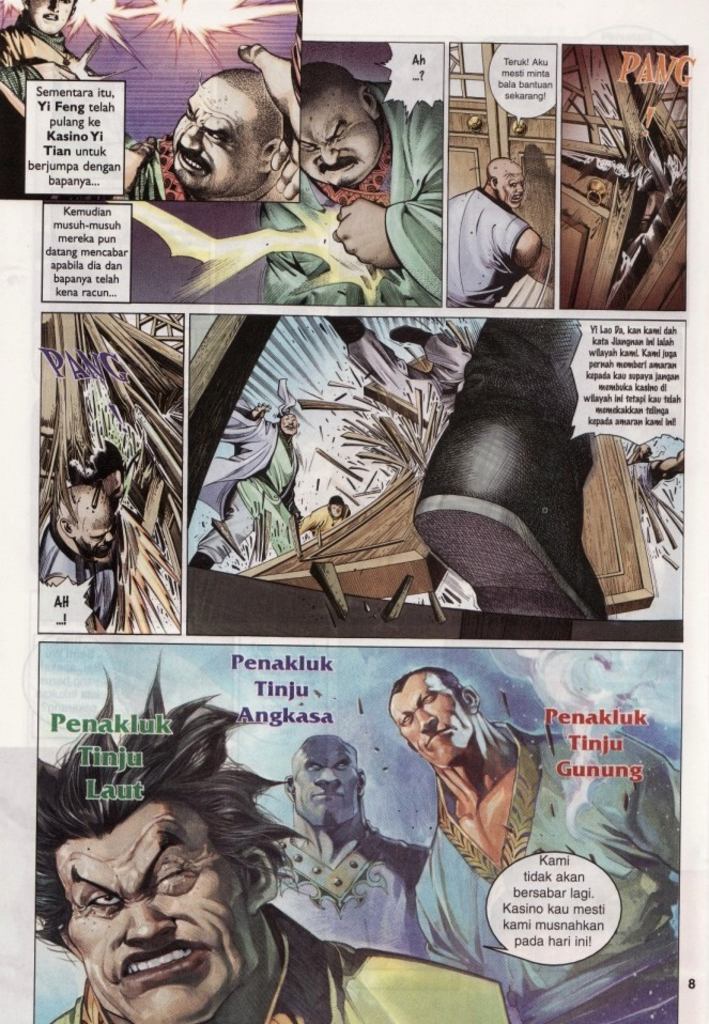 Sementara itu,
Yi Feng telah
pulang ke
Kasino Yi
Tian untuk
berjumpa dengan
bapanya...
Ah
...?
Teruk! Aku
mesti minta
bala bantuan
sekarang!
PANG
!
Kemudian
musuh-musuh
mereka pun
datang mencabar
apabila dia dan
bapanya telah
kena racun...
PANG
!
AH
...!
Yi Lao Da, kan kami dah
kata Jiangnan ini ialah
wilayah kami. Kami juga
pernah memberi amaran
kepada kau supaya jangan
membuka kasino di
wilayah ini tetapi kau telah
memekakkan telinga
kepada amaran kami ini!
Penakluk
Tinju
Laut
Penakluk
Tinju
Angkasa
Penakluk
Tinju
Gunung
Kami
tidak akan
bersabar lagi.
Kasino kau mesti
kami musnahkan
pada hari ini!
8